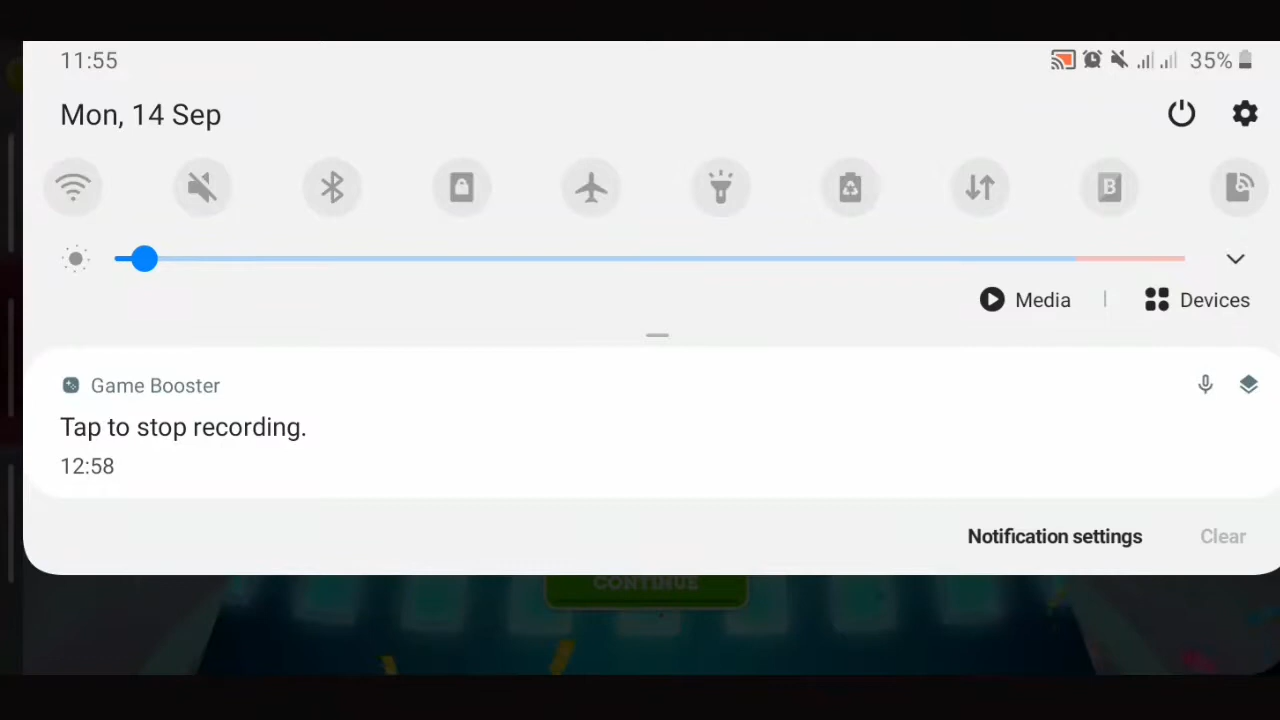 11:55
35%
Mon, 14 Sep
B
Media
Devices
Game Booster
Tap to stop recording.
12:58
Notification settings
Clear
CONTINUE